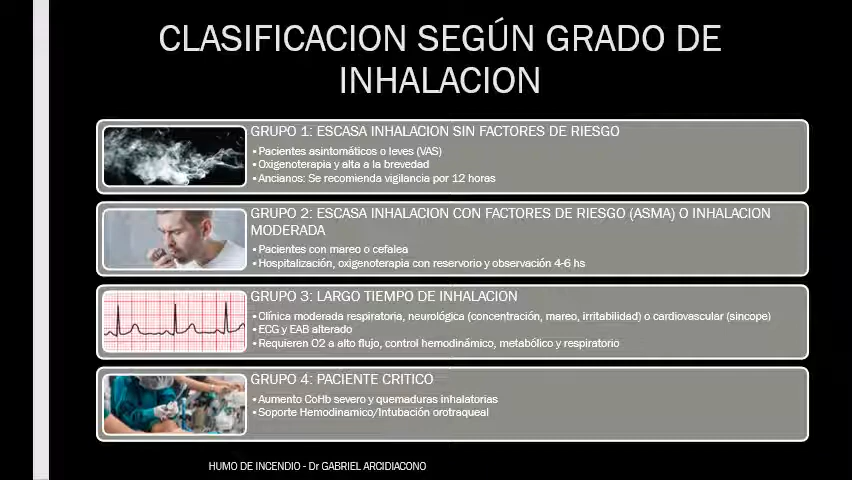 CLASIFICACION SEGÚN GRADO DE
INHALACION
GRUPO 1: ESCASA INHALACION SIN FACTORES DE RIESGO
▪Pacientes asintomáticos o leves (VAS)
▪Oxigenoterapia y alta a la brevedad
▪Ancianos: Se recomienda vigilancia por 12 horas
GRUPO 2: ESCASA INHALACION CON FACTORES DE RIESGO (ASMA) O INHALACION
MODERADA
▪Pacientes con mareo o cefalea
▪Hospitalización, oxigenoterapia con reservorio y observación 4-6 hs
GRUPO 3: LARGO TIEMPO DE INHALACION
▪Clínica moderada respiratoria, neurológica (concentración, mareo, irritabilidad) o cardiovascular (sincope)
▪ECG y EAB alterado
▪Requieren O2 a alto flujo, control hemodinámico, metabólico y respiratorio
GRUPO 4: PACIENTE CRITICO
▪Aumento CoHb severo y quemaduras inhalatorias
▪Soporte Hemodinamico/Intubación orotraqueal
HUMO DE INCENDIO - Dr GABRIEL ARCIDIACONO